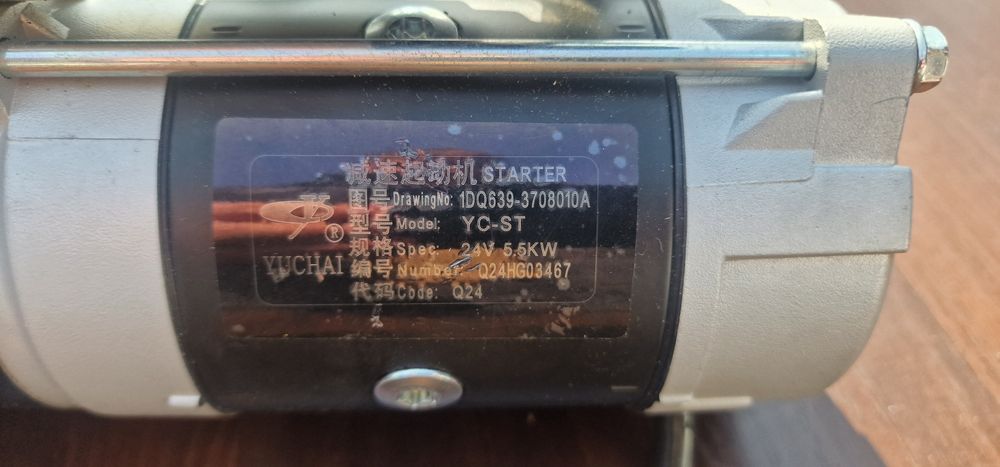 减速起动机 STARTER
图号 DrawingNo: 1DQ639-3708010A
型号 Model: YC-ST
规格 Spec: 24V 5.5KW
编号 Number: Q24HG03467
代码 Code: Q24
® 
YUCHAI